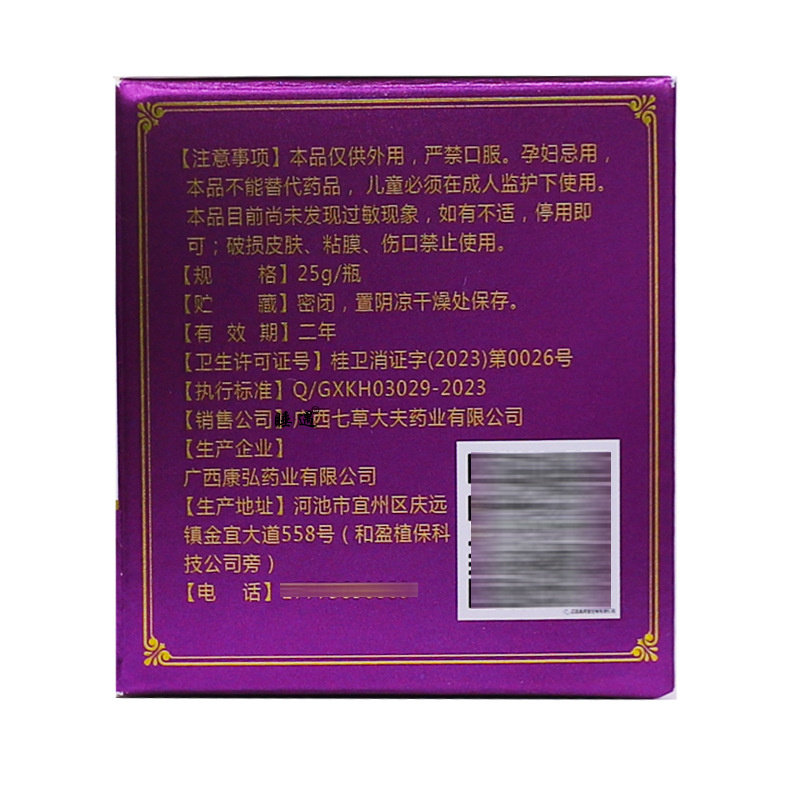 【注意事项】本品仅供外用，严禁口服。孕妇忌用，
本品不能替代药品，儿童必须在成人监护下使用。
本品目前尚未发现过敏现象，如有不适，停用即
可；破损皮肤、粘膜、伤口禁止使用。
【规 格】25g/瓶
【贮 藏】密闭，置阴凉干燥处保存。
【有 效 期】二年
【卫生许可证号】桂卫消证字(2023)第0026号
【执行标准】Q/GXKH03029-2023
【销售公司 广西七草大夫药业有限公司
【生产企业】
广西康弘药业有限公司
【生产地址】河池市宜州区庆远
镇金宜大道558号（和盈植保科
技公司旁）
【电 话】